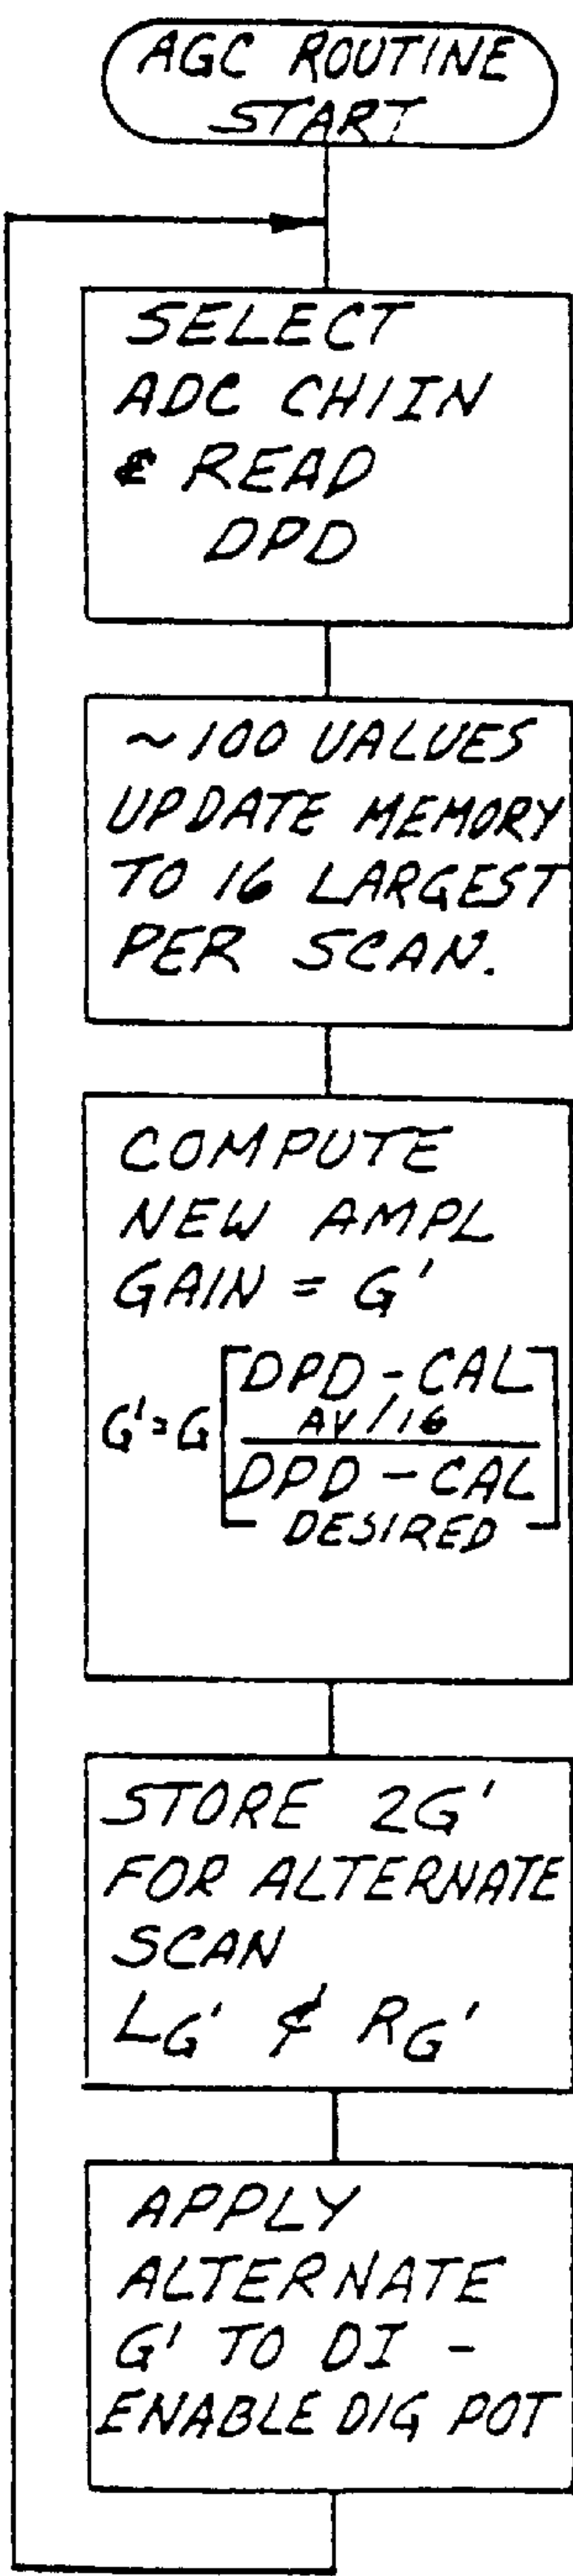 AGC ROUTINE
START
SELECT
ADC CH1IN
& READ
DPD
~100 VALUES
UPDATE MEMORY
TO 16 LARGEST
PER SCAN.
COMPUTE
NEW AMPL
GAIN = G'
G'=G[DPD-CAL
AV/16
DPD-CAL
DESIRED]
STORE 2G'
FOR ALTERNATE
SCAN
LG' & RG'
APPLY
ALTERNATE
G' TO DI -
ENABLE DIG POT